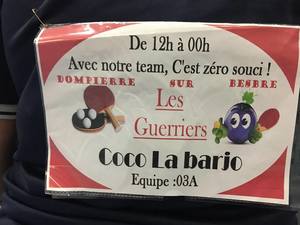 De 12h à 00h
Avec notre team, C'est zéro souci !
DOMPIERRE SUR BESBRE
Les
Guerriers
Coco La barjo
Equipe :03A